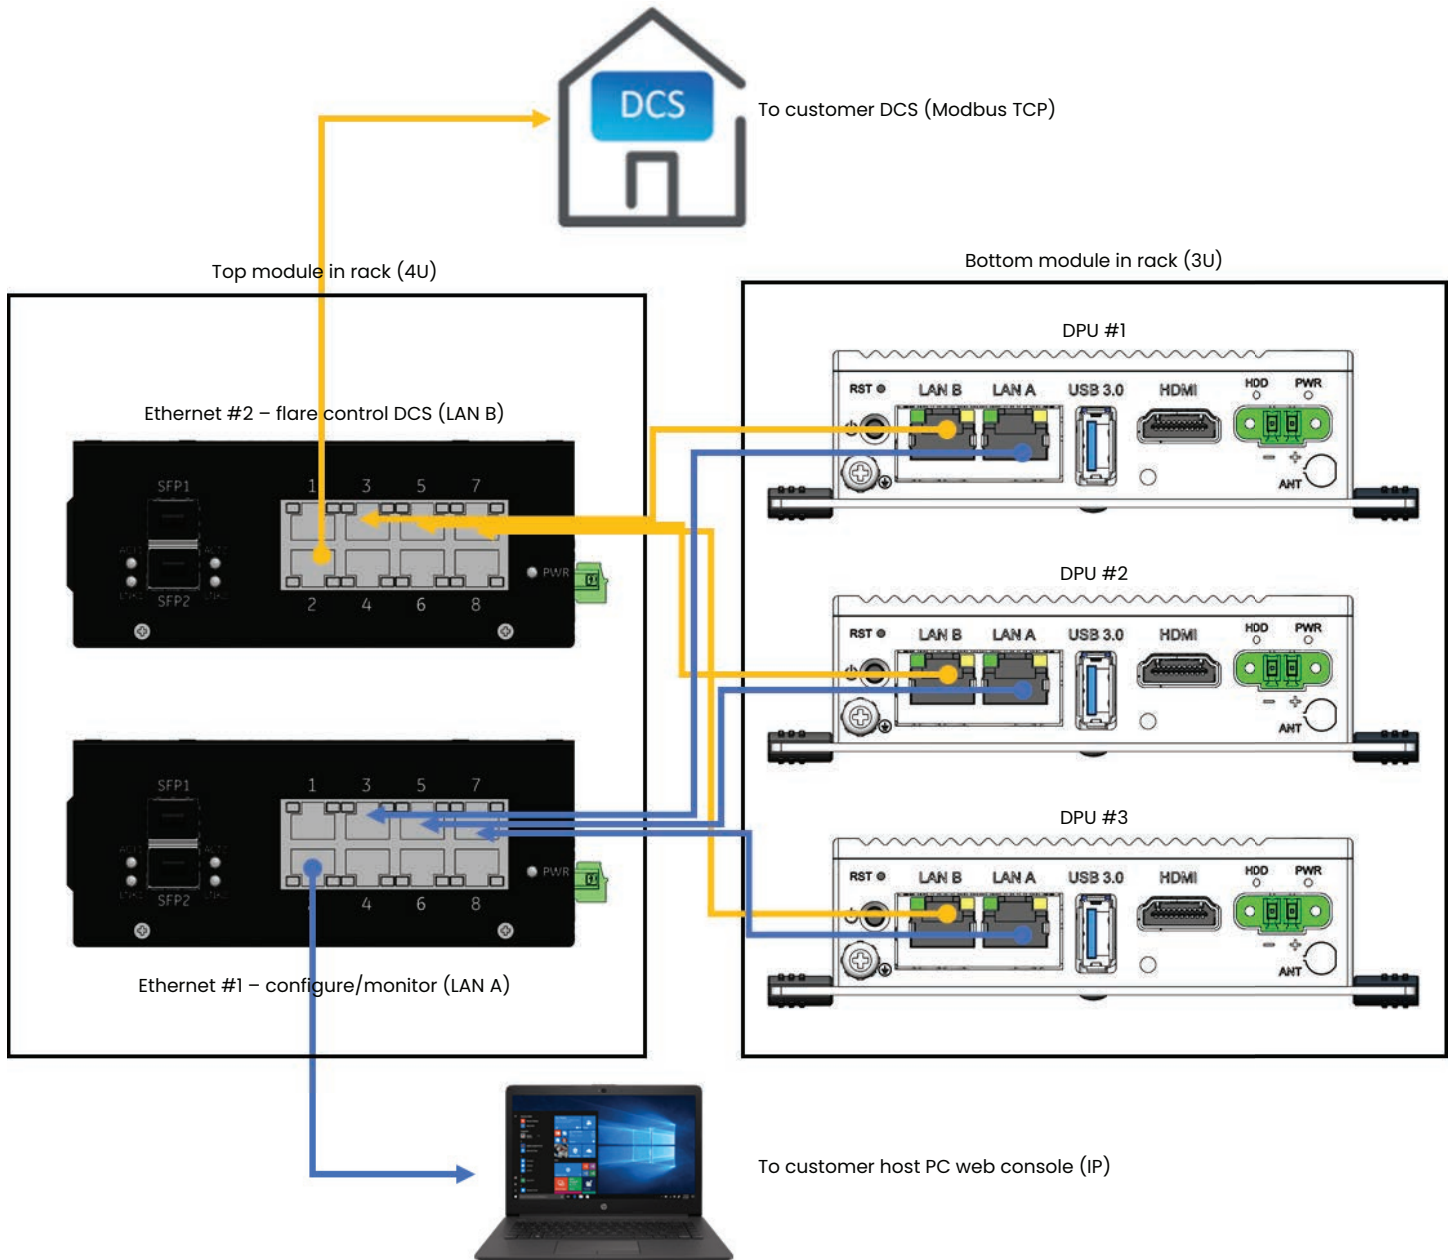 DCS
To customer DCS (Modbus TCP)
Top module in rack (4U)
Bottom module in rack (3U)
Ethernet #2 – flare control DCS (LAN B)
SFP1
1 3 5 7
SFP2
2 4 6 8
PWR
SFP1
1 3 5 7
SFP2
4 6 8
PWR
Ethernet #1 – configure/monitor (LAN A)
DPU #1
RST LAN B LAN A USB 3.0 HDMI HDD PWR
− +
ANT
DPU #2
RST LAN B LAN A USB 3.0 HDMI HDD PWR
− +
ANT
DPU #3
RST LAN B LAN A USB 3.0 HDMI HDD PWR
− +
ANT
To customer host PC web console (IP)